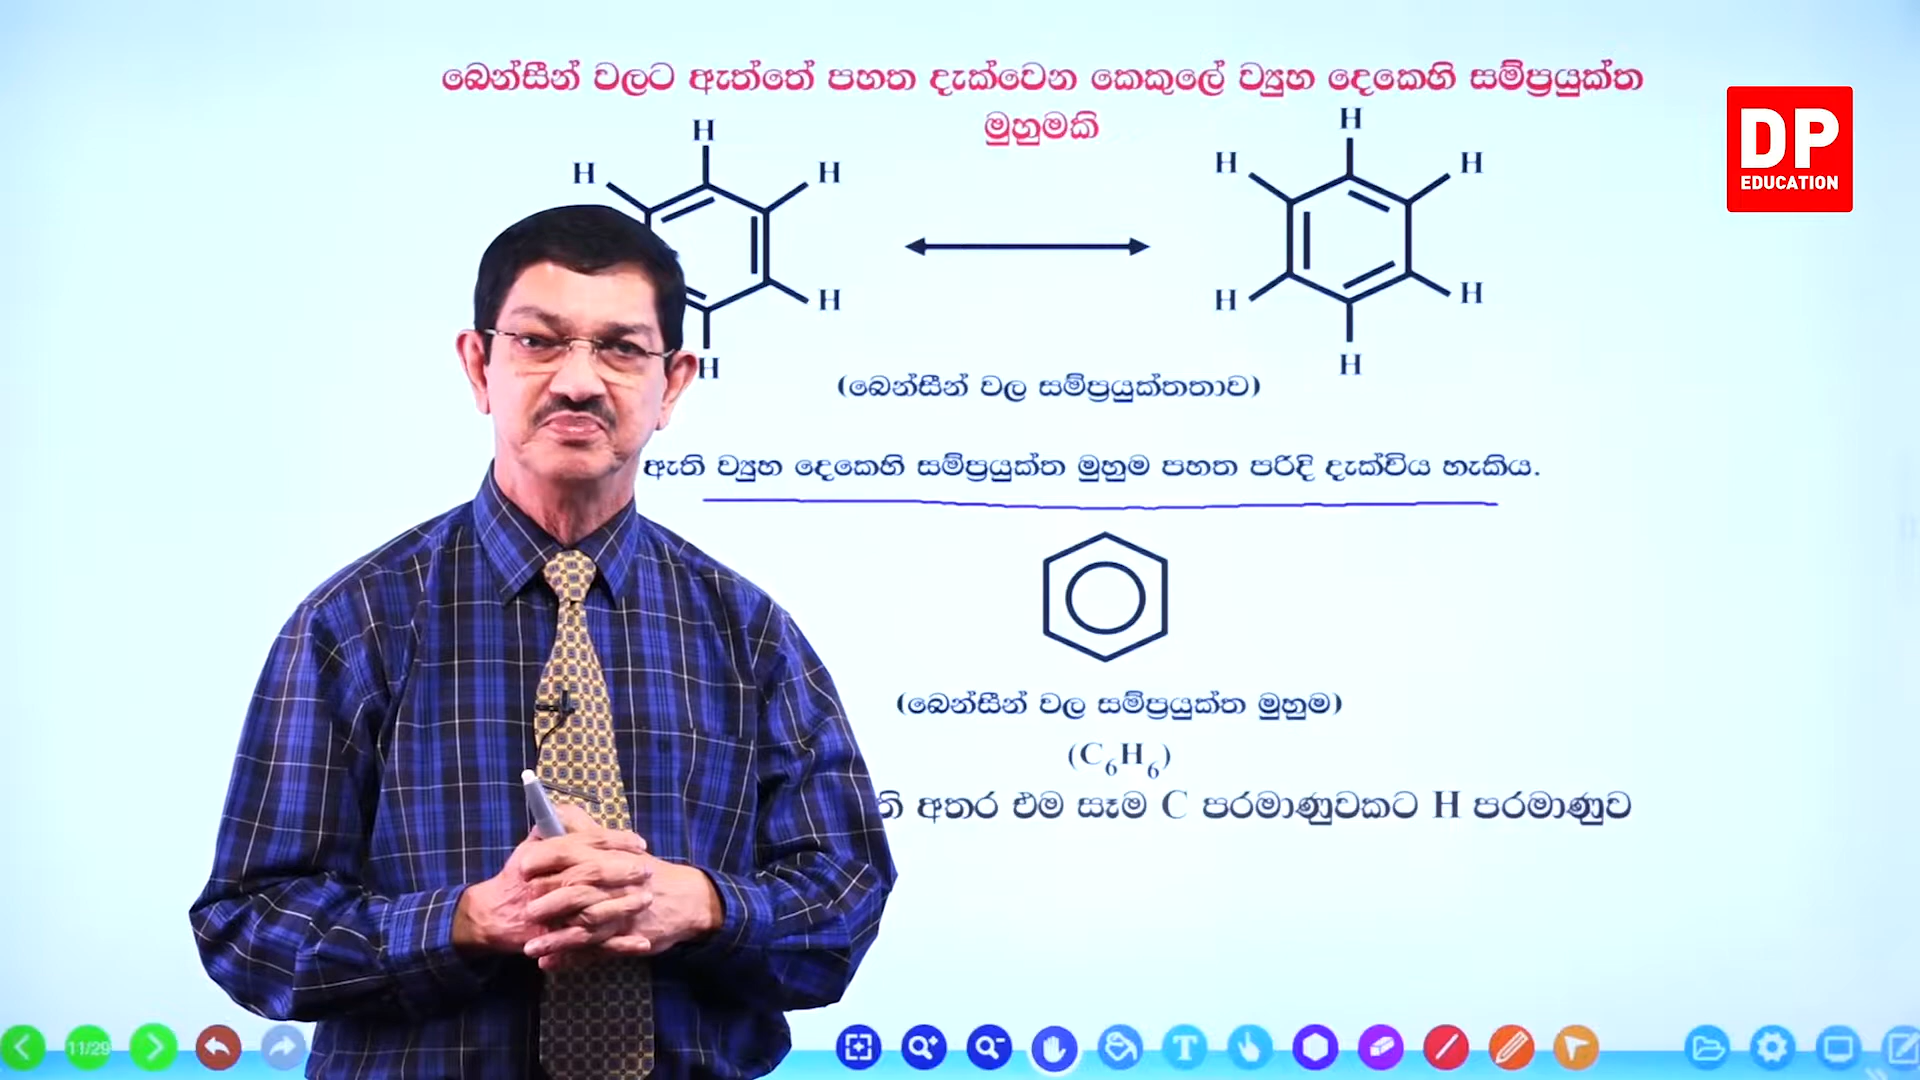 බෙන්සීන් වලට ඇත්තේ පහත දැක්වෙන කෙකුලේ ව්‍යුහ දෙකෙහි සම්ප්‍රයුක්ත
මුහුමකි
DP
EDUCATION
H
H
H
H
H
H
H
H
H
H
H
(බෙන්සීන් වල සම්ප්‍රයුක්තතාව)
ඇති ව්‍යුහ දෙකෙහි සම්ප්‍රයුක්ත මුහුම පහත පරිදි දැක්විය හැකිය.
(බෙන්සීන් වල සම්ප්‍රයුක්ත මුහුම)
(C₆H₆)
ති අතර එම සෑම C පරමාණුවකට H පරමාණුව
11/29
T